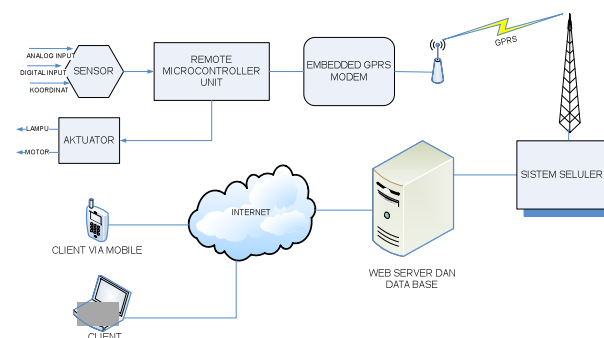 ANALOG INPUT
DIGITAL INPUT
KOORDINAT
SENSOR
REMOTE
MICROCONTROLLER
UNIT
EMBEDDED GPRS
MODEM
GPRS
LAMPU
MOTOR
AKTUATOR
SISTEM SELULER
INTERNET
CLIENT VIA MOBILE
WEB SERVER DAN
DATA BASE
CLIENT